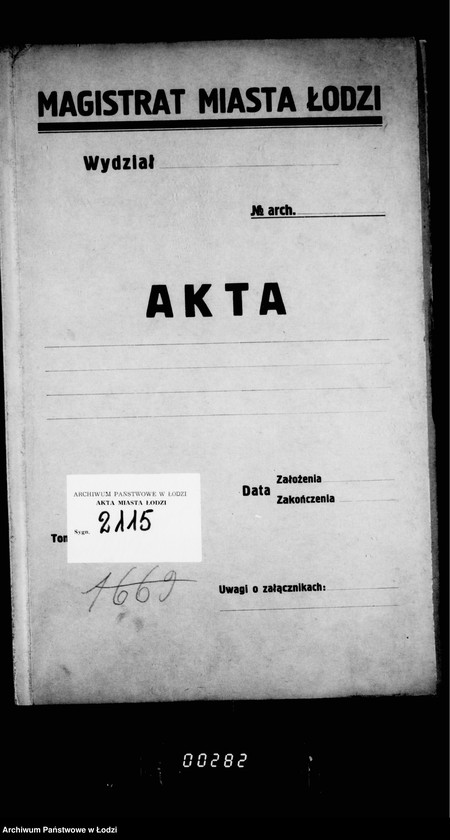 MAGISTRAT MIASTA ŁODZI
Wydział
№ arch.
AKTA
Data
Założenia
Zakończenia
ARCHIWUM PAŃSTWOWE W ŁODZI
AKTA MIASTA ŁODZI
Sygn. 2115
Tom
1669
Uwagi o załącznikach:
00282
Archiwum Państwowe w Łodzi